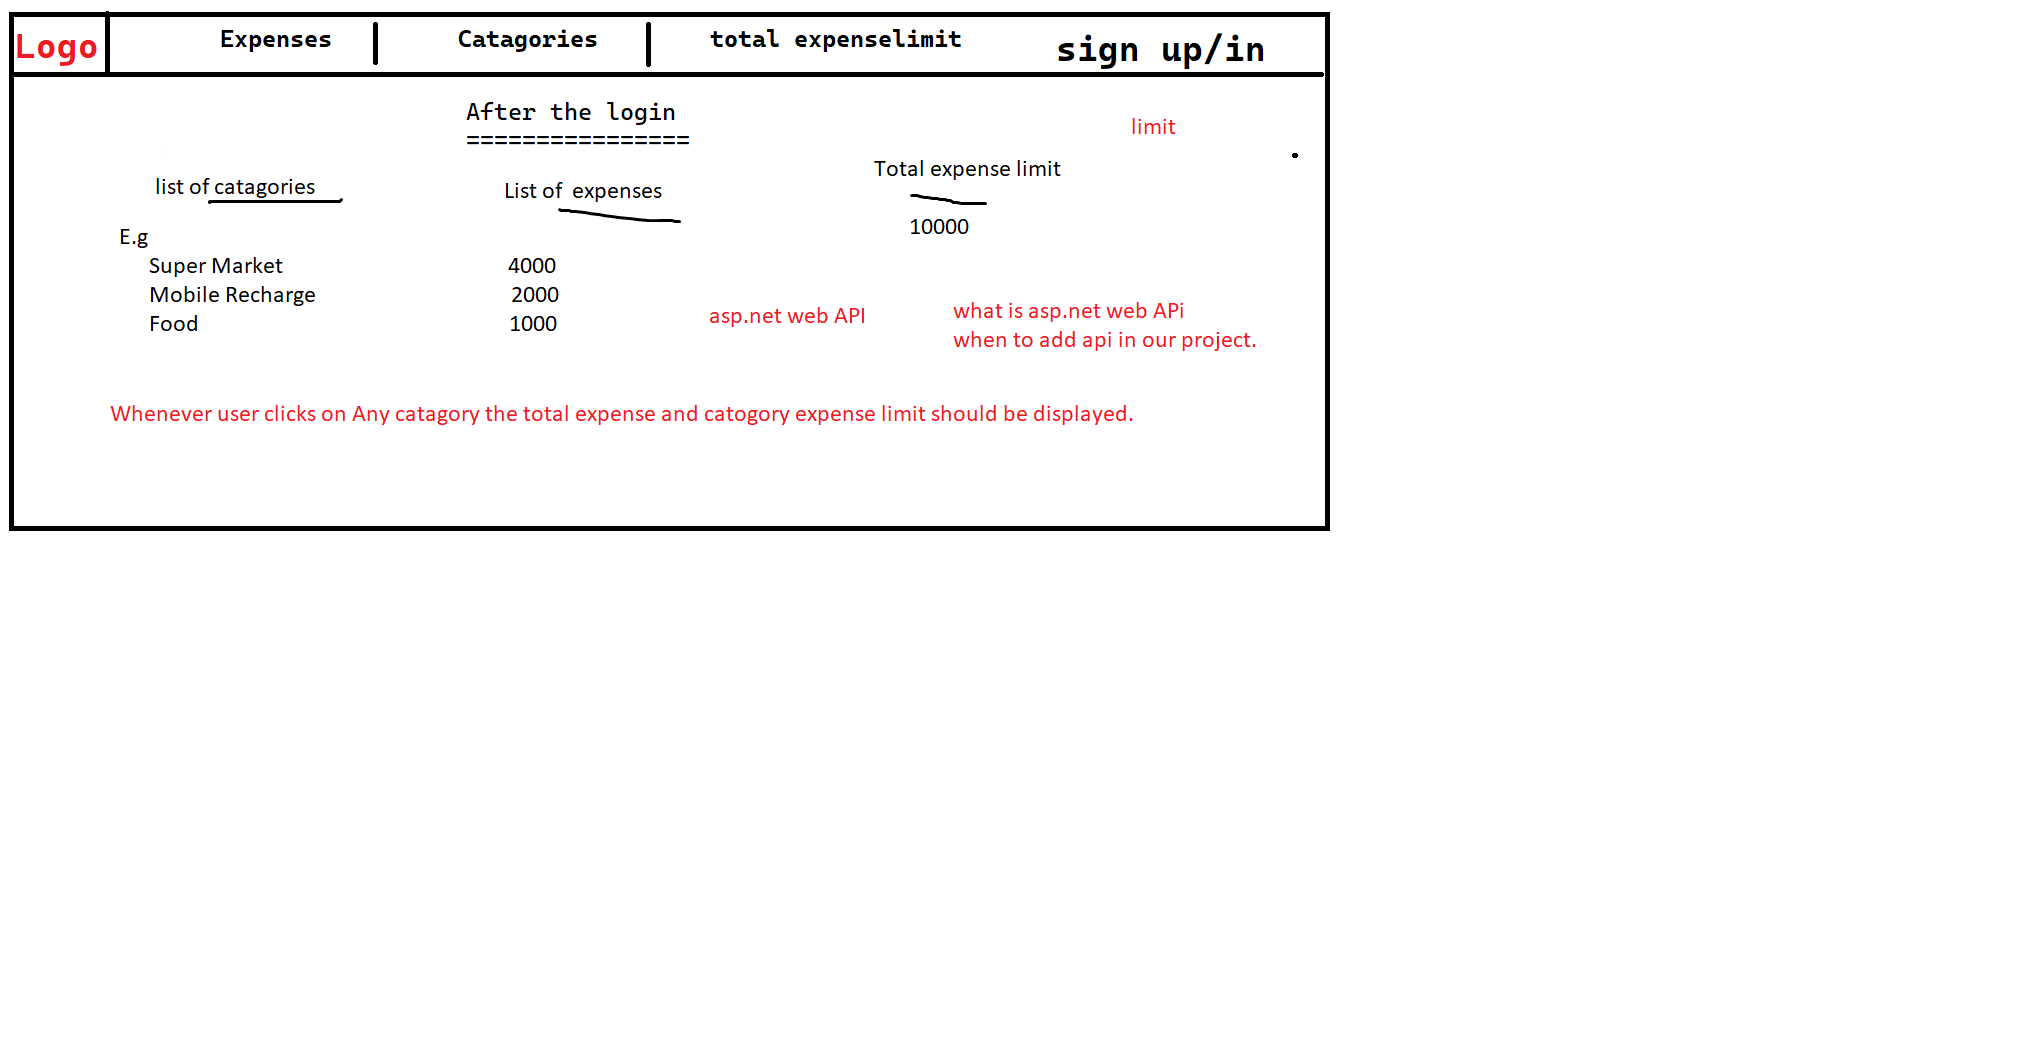 Logo
Expenses
Catagories
total expenselimit
sign up/in
After the login
================
limit
list of catagories
List of  expenses
Total expense limit
10000
E.g
Super Market
4000
Mobile Recharge
2000
Food
1000
asp.net web API
what is asp.net web APi
when to add api in our project.
Whenever user clicks on Any catagory the total expense and catogory expense limit should be displayed.